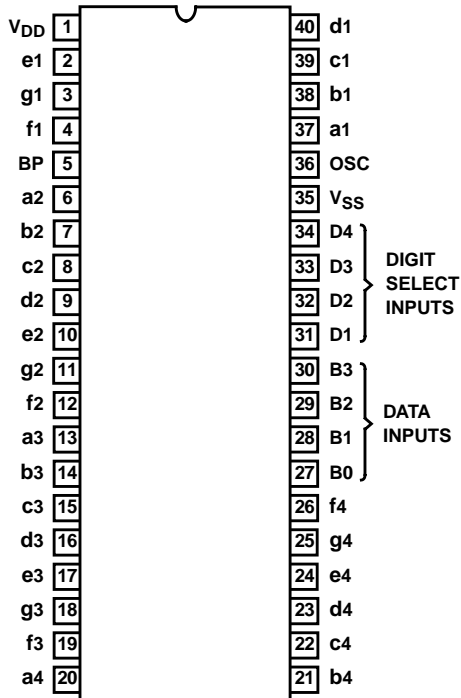 VDD 1 40 d1
e1 2 39 c1
g1 3 38 b1
f1 4 37 a1
BP 5 36 OSC
a2 6 35 VSS
b2 7 34 D4
c2 8 33 D3
d2 9 32 D2
e2 10 31 D1
DIGIT
SELECT
INPUTS
g2 11 30 B3
f2 12 29 B2
a3 13 28 B1
b3 14 27 B0
DATA
INPUTS
c3 15 26 f4
d3 16 25 g4
e3 17 24 e4
g3 18 23 d4
f3 19 22 c4
a4 20 21 b4